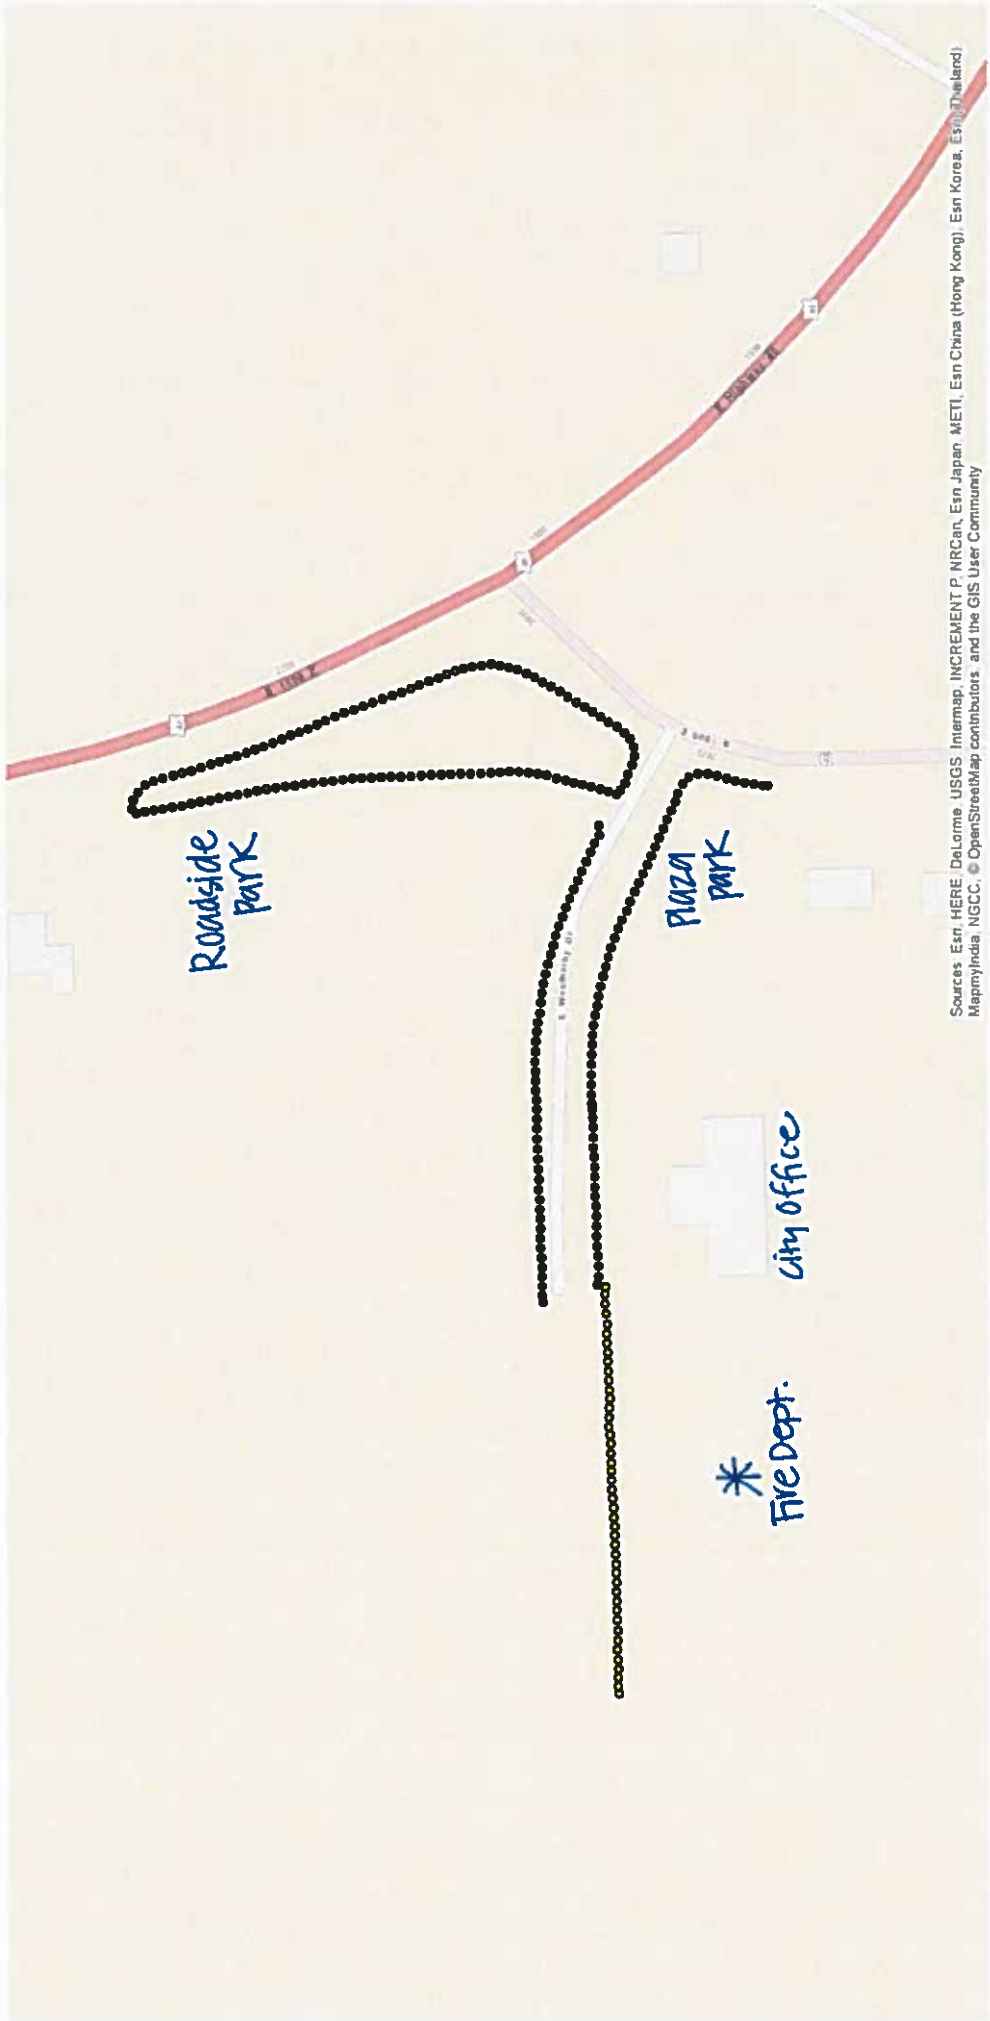 Roadside
Park
Plaza
Park
City Office
Fire Dept.
Sources: Esri, HERE, DeLorme, USGS, Intermap, INCREMENT P, NRCan, Esri Japan, METI, Esri China (Hong Kong), Esri Korea, Esri (Thailand),
MapmyIndia, NGCC, © OpenStreetMap contributors, and the GIS User Community